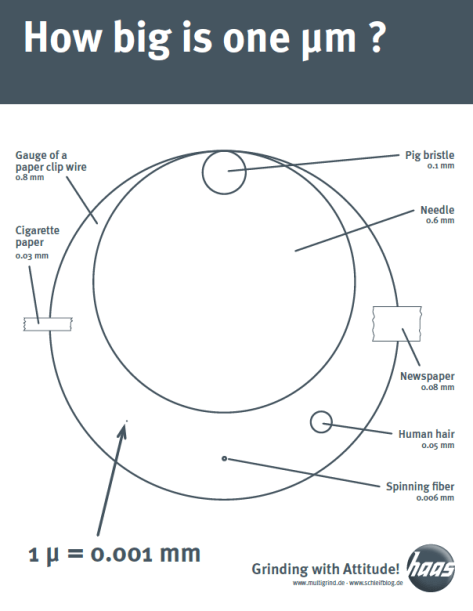 How big is one µm ?
Gauge of a
paper clip wire
0.8 mm
Pig bristle
0.1 mm
Needle
0.6 mm
Cigarette
paper
0.03 mm
Newspaper
0.08 mm
Human hair
0.05 mm
Spinning fiber
0.006 mm
1 µ = 0.001 mm
Grinding with Attitude!
www.multigrind.de - www.schleifblog.de
haas